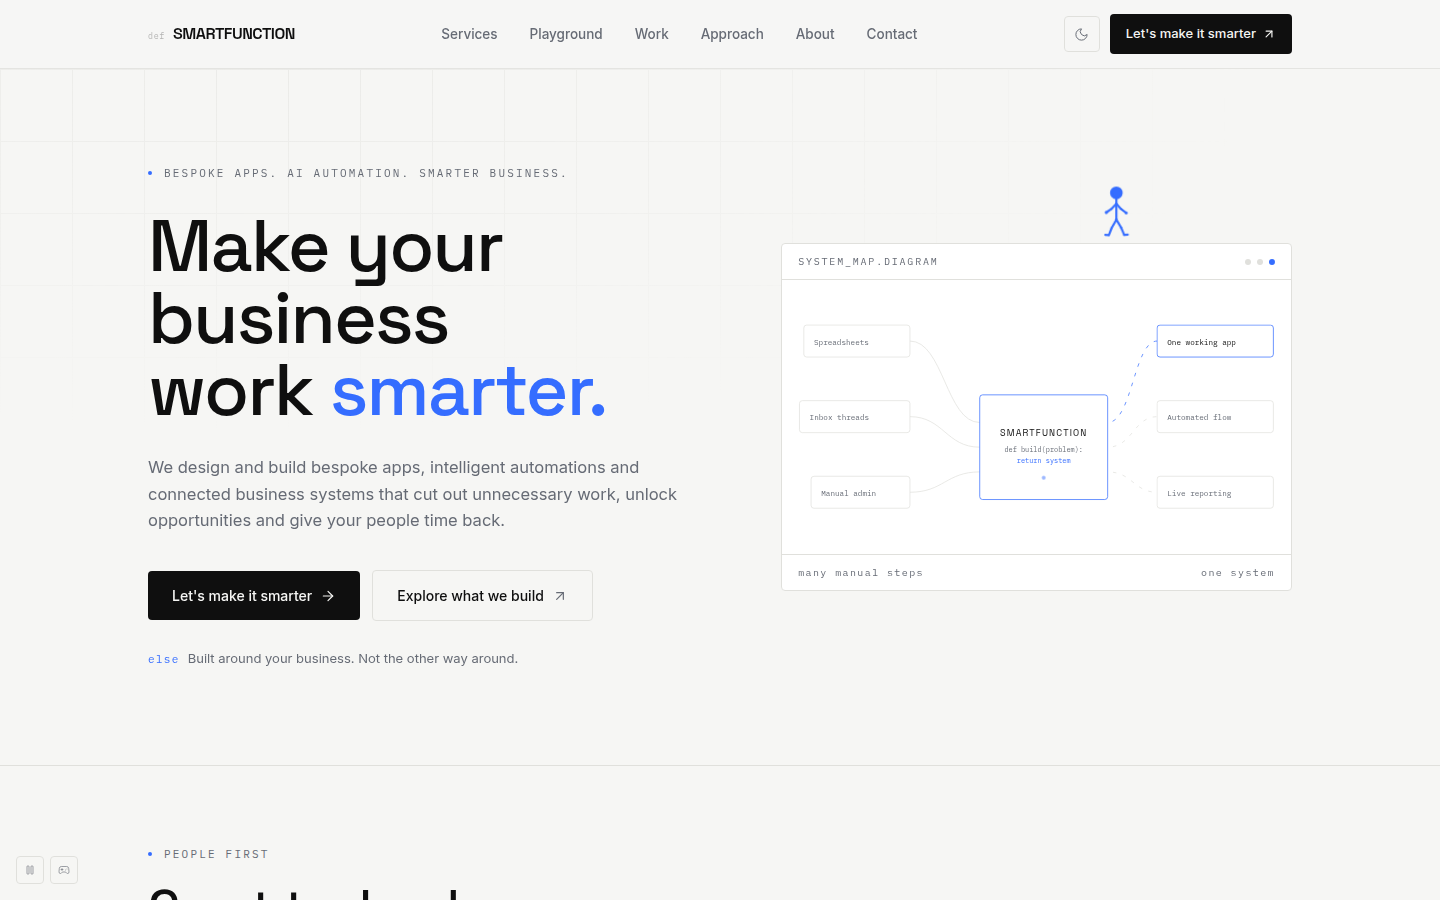 def SMARTFUNCTION
Services
Playground
Work
Approach
About
Contact
Let's make it smarter
BESPOKE APPS. AI AUTOMATION. SMARTER BUSINESS.
Make your
business
work smarter.
We design and build bespoke apps, intelligent automations and
connected business systems that cut out unnecessary work, unlock
opportunities and give your people time back.
Let's make it smarter
Explore what we build
else Built around your business. Not the other way around.
SYSTEM_MAP.DIAGRAM
Spreadsheets
Inbox threads
Manual admin
SMARTFUNCTION
def build(problem):
return system
One working app
Automated flow
Live reporting
many manual steps
one system
PEOPLE FIRST